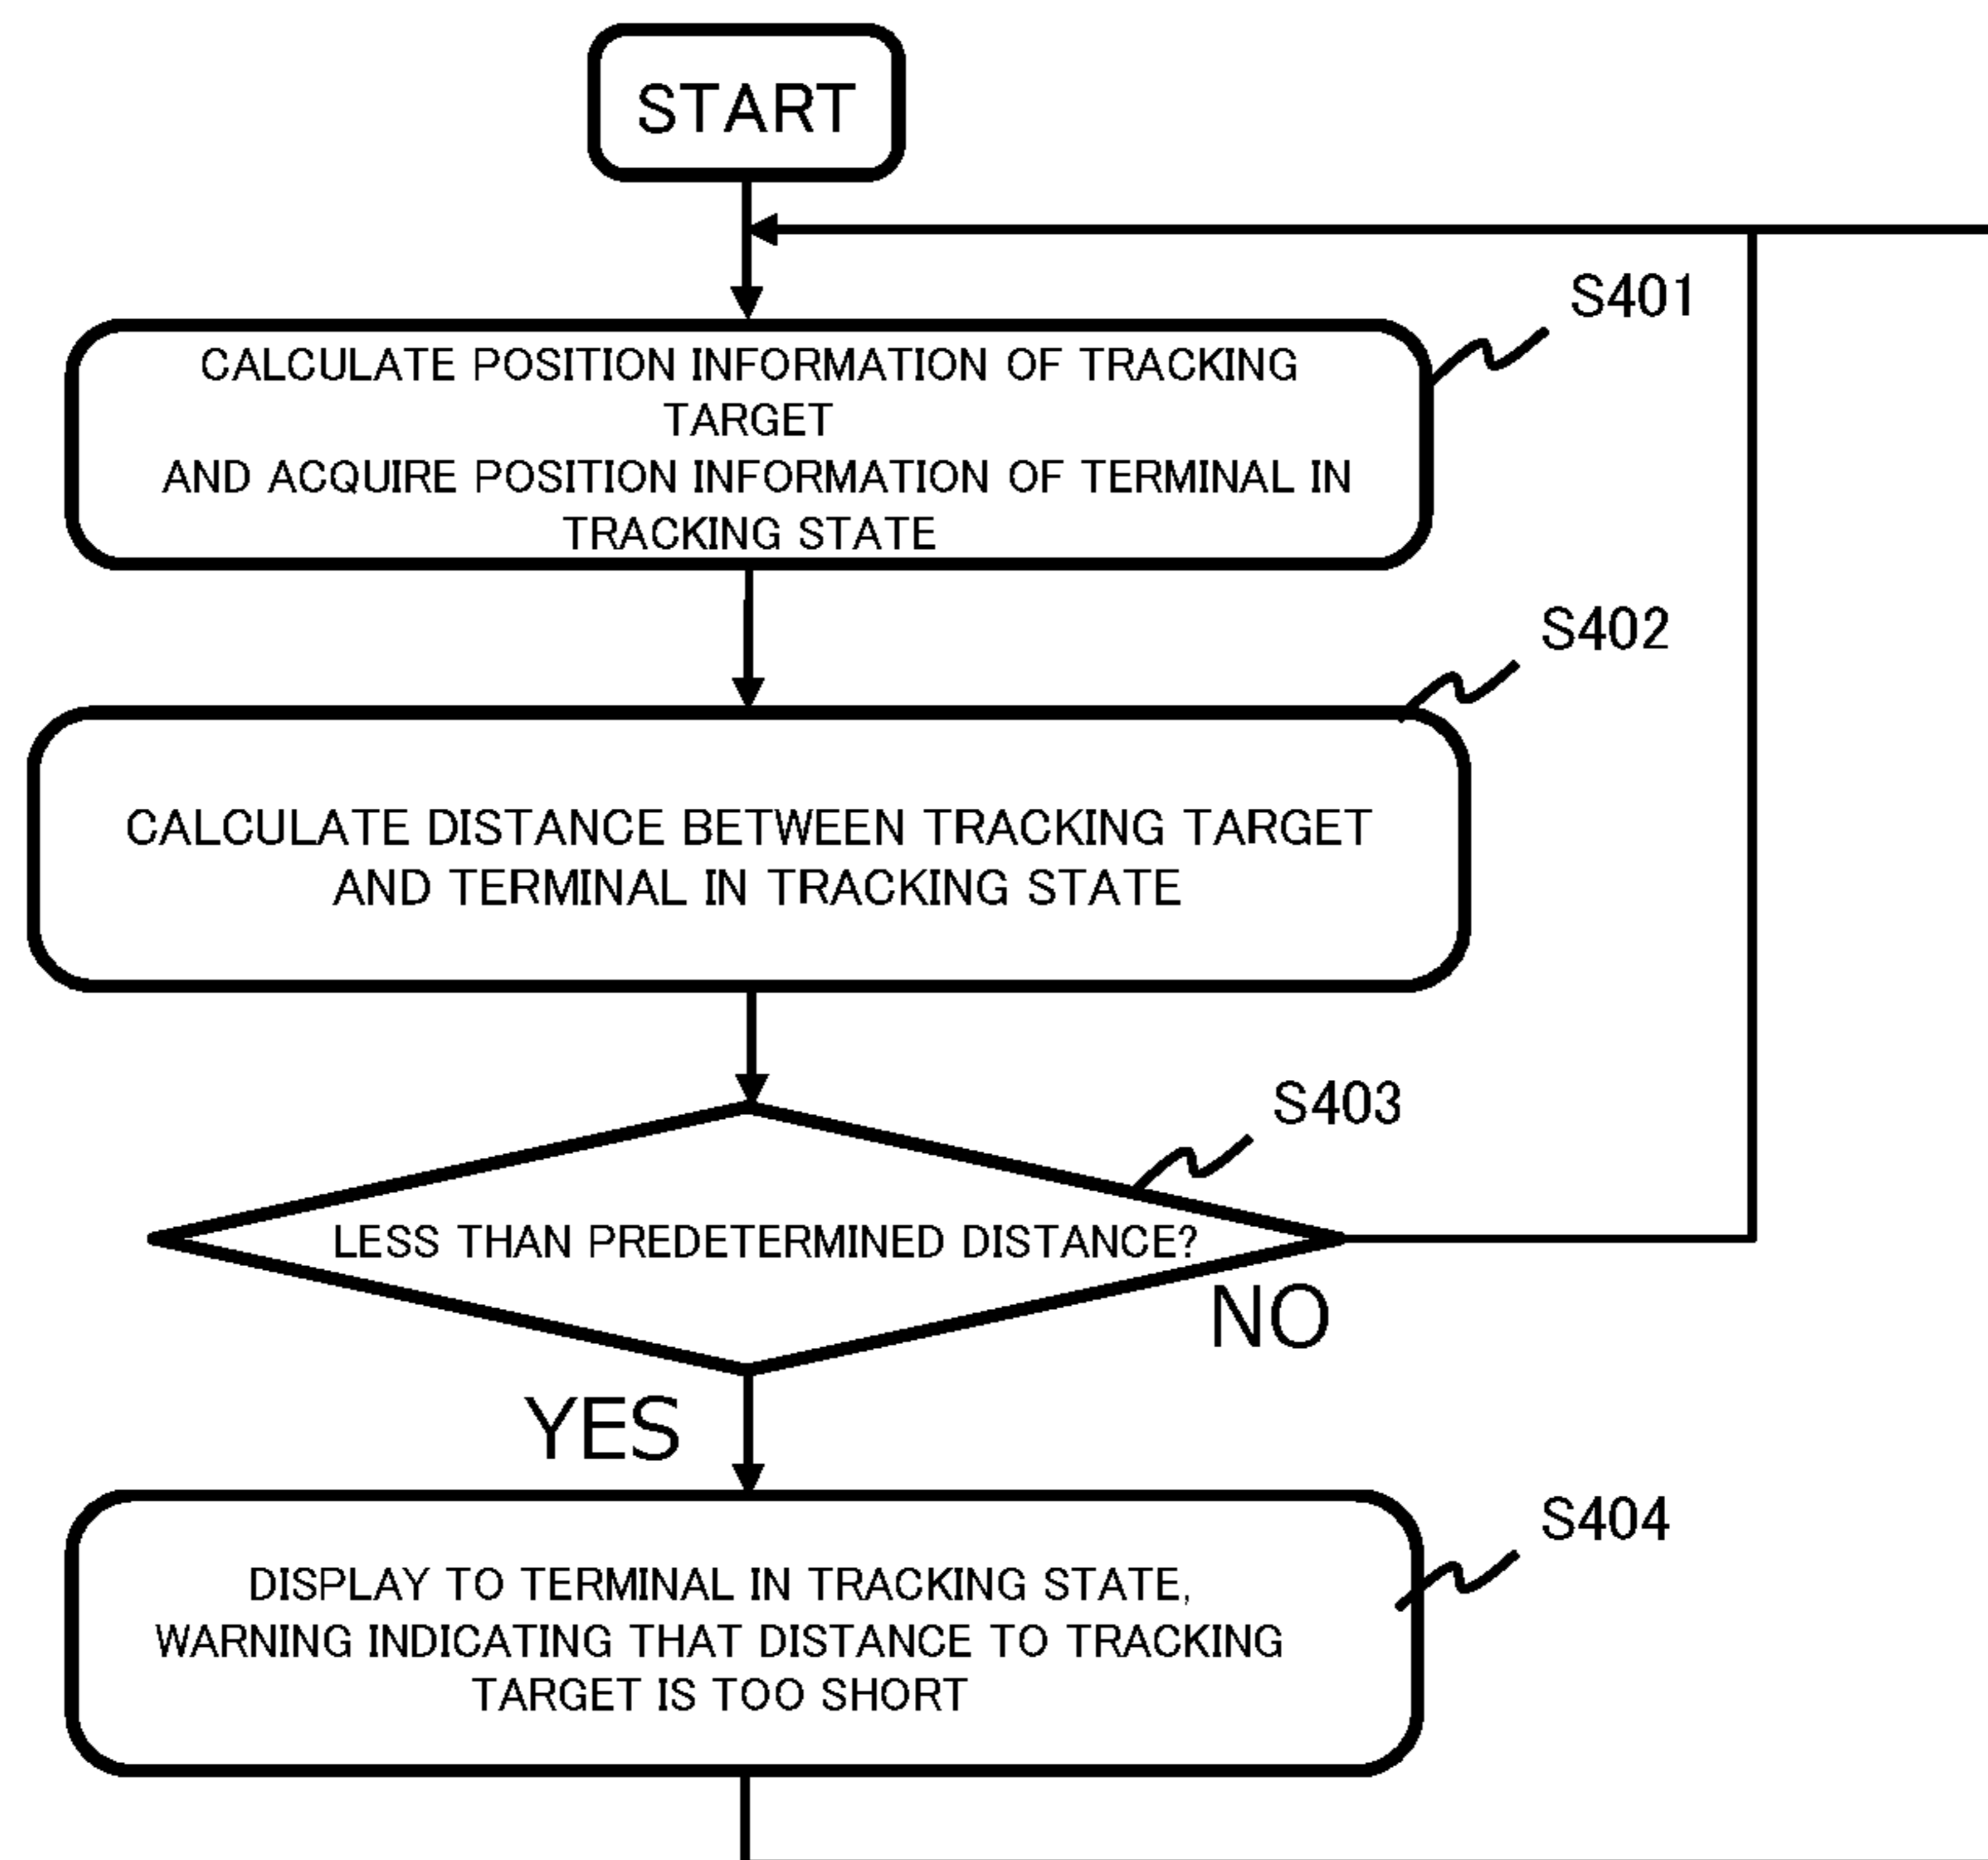 START
S401
CALCULATE POSITION INFORMATION OF TRACKING
TARGET
AND ACQUIRE POSITION INFORMATION OF TERMINAL IN
TRACKING STATE
S402
CALCULATE DISTANCE BETWEEN TRACKING TARGET
AND TERMINAL IN TRACKING STATE
S403
LESS THAN PREDETERMINED DISTANCE?
NO
YES
S404
DISPLAY TO TERMINAL IN TRACKING STATE,
WARNING INDICATING THAT DISTANCE TO TRACKING
TARGET IS TOO SHORT